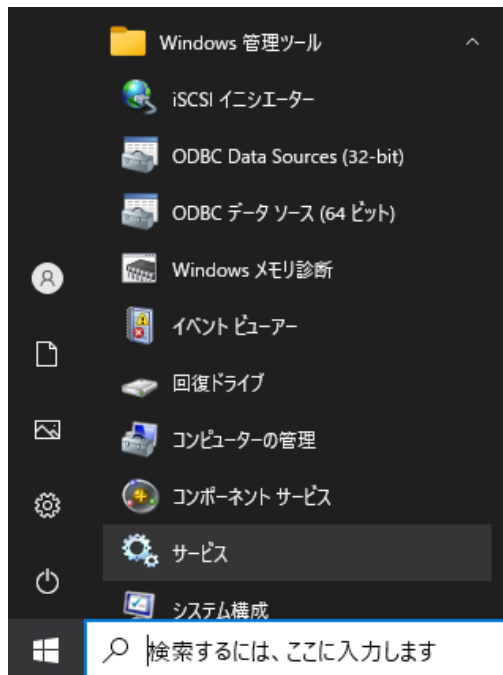 Windows 管理ツール
iSCSI イニシエーター
ODBC Data Sources (32-bit)
ODBC データ ソース (64 ビット)
Windows メモリ診断
イベント ビューアー
回復ドライブ
コンピューターの管理
コンポーネント サービス
サービス
システム構成
検索するには、ここに入力します